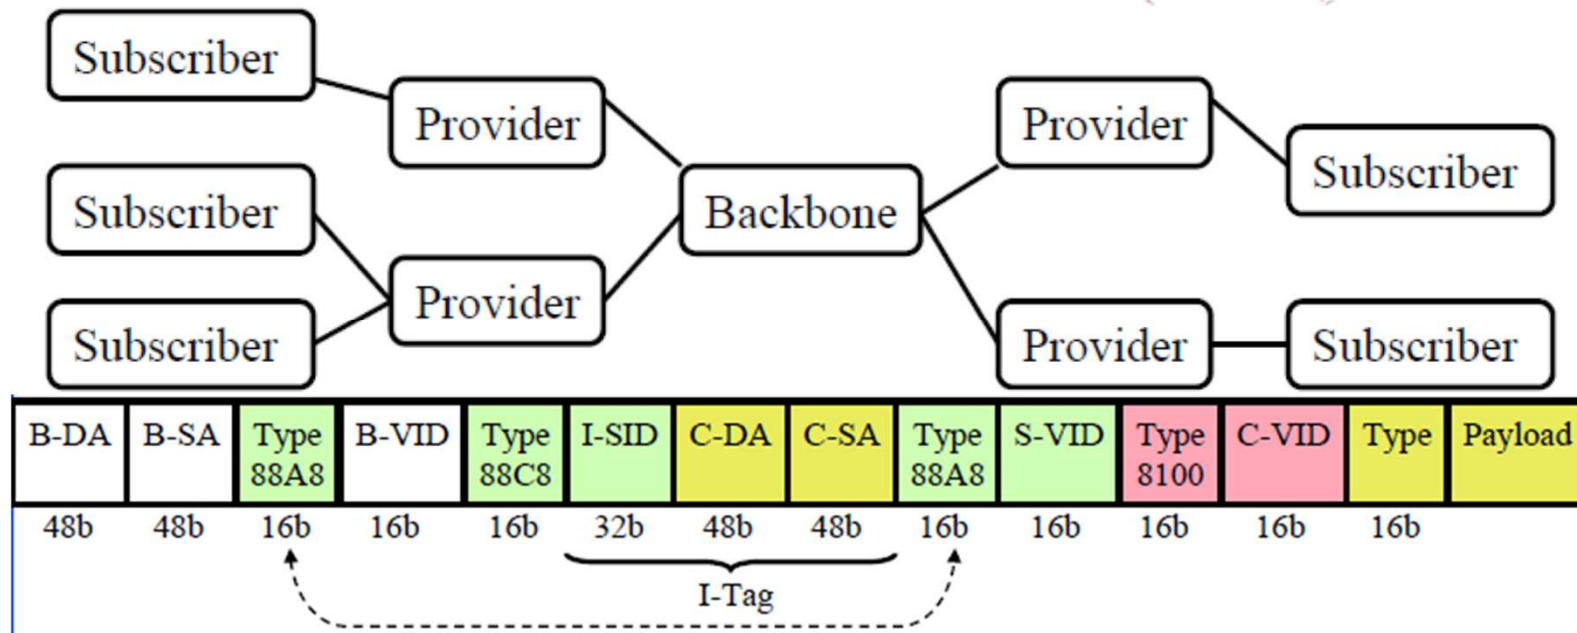 Subscriber
Provider
Provider
Subscriber
Subscriber
Backbone
Provider
Subscriber
Provider
Subscriber
B-DA B-SA Type 88A8 B-VID Type 88C8 I-SID C-DA C-SA Type 88A8 S-VID Type 8100 C-VID Type Payload
48b 48b 16b 16b 16b 32b 48b 48b 16b 16b 16b 16b 16b
I-Tag